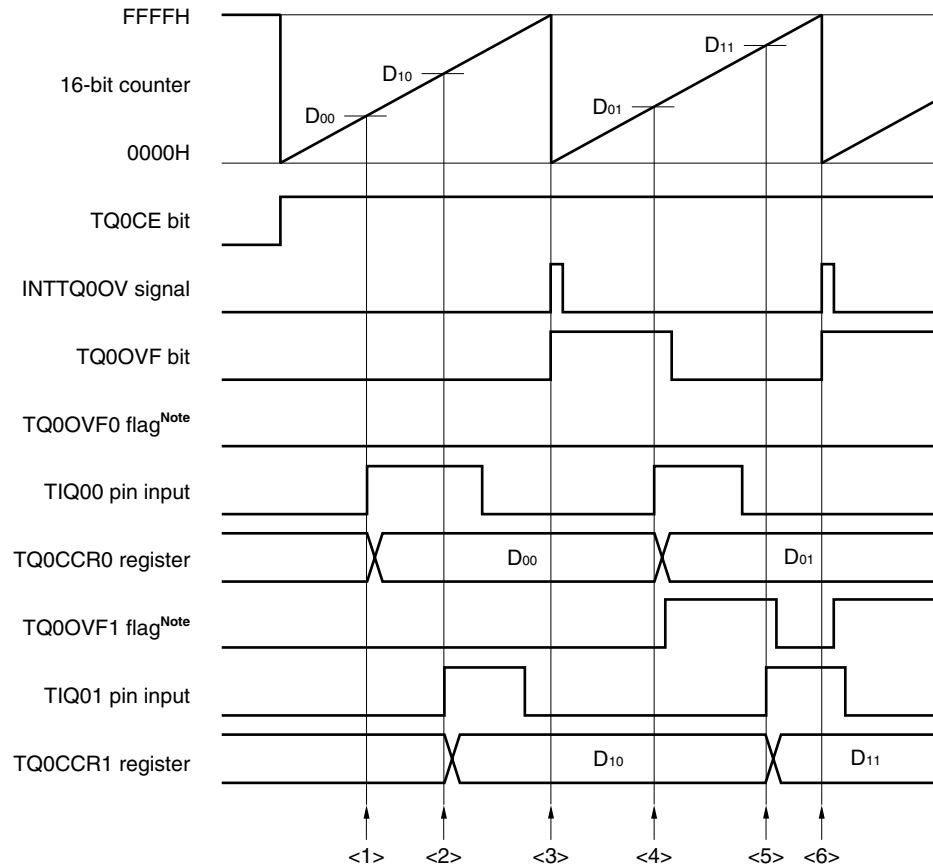 FFFFH
D11
D10
16-bit counter
D01
D00
0000H
TQ0CE bit
INTTQ0OV signal
TQ0OVF bit
TQ0OVF0 flagNote
TIQ00 pin input
TQ0CCR0 register
D00
D01
TQ0OVF1 flagNote
TIQ01 pin input
TQ0CCR1 register
D10
D11
<1> <2> <3> <4> <5> <6>